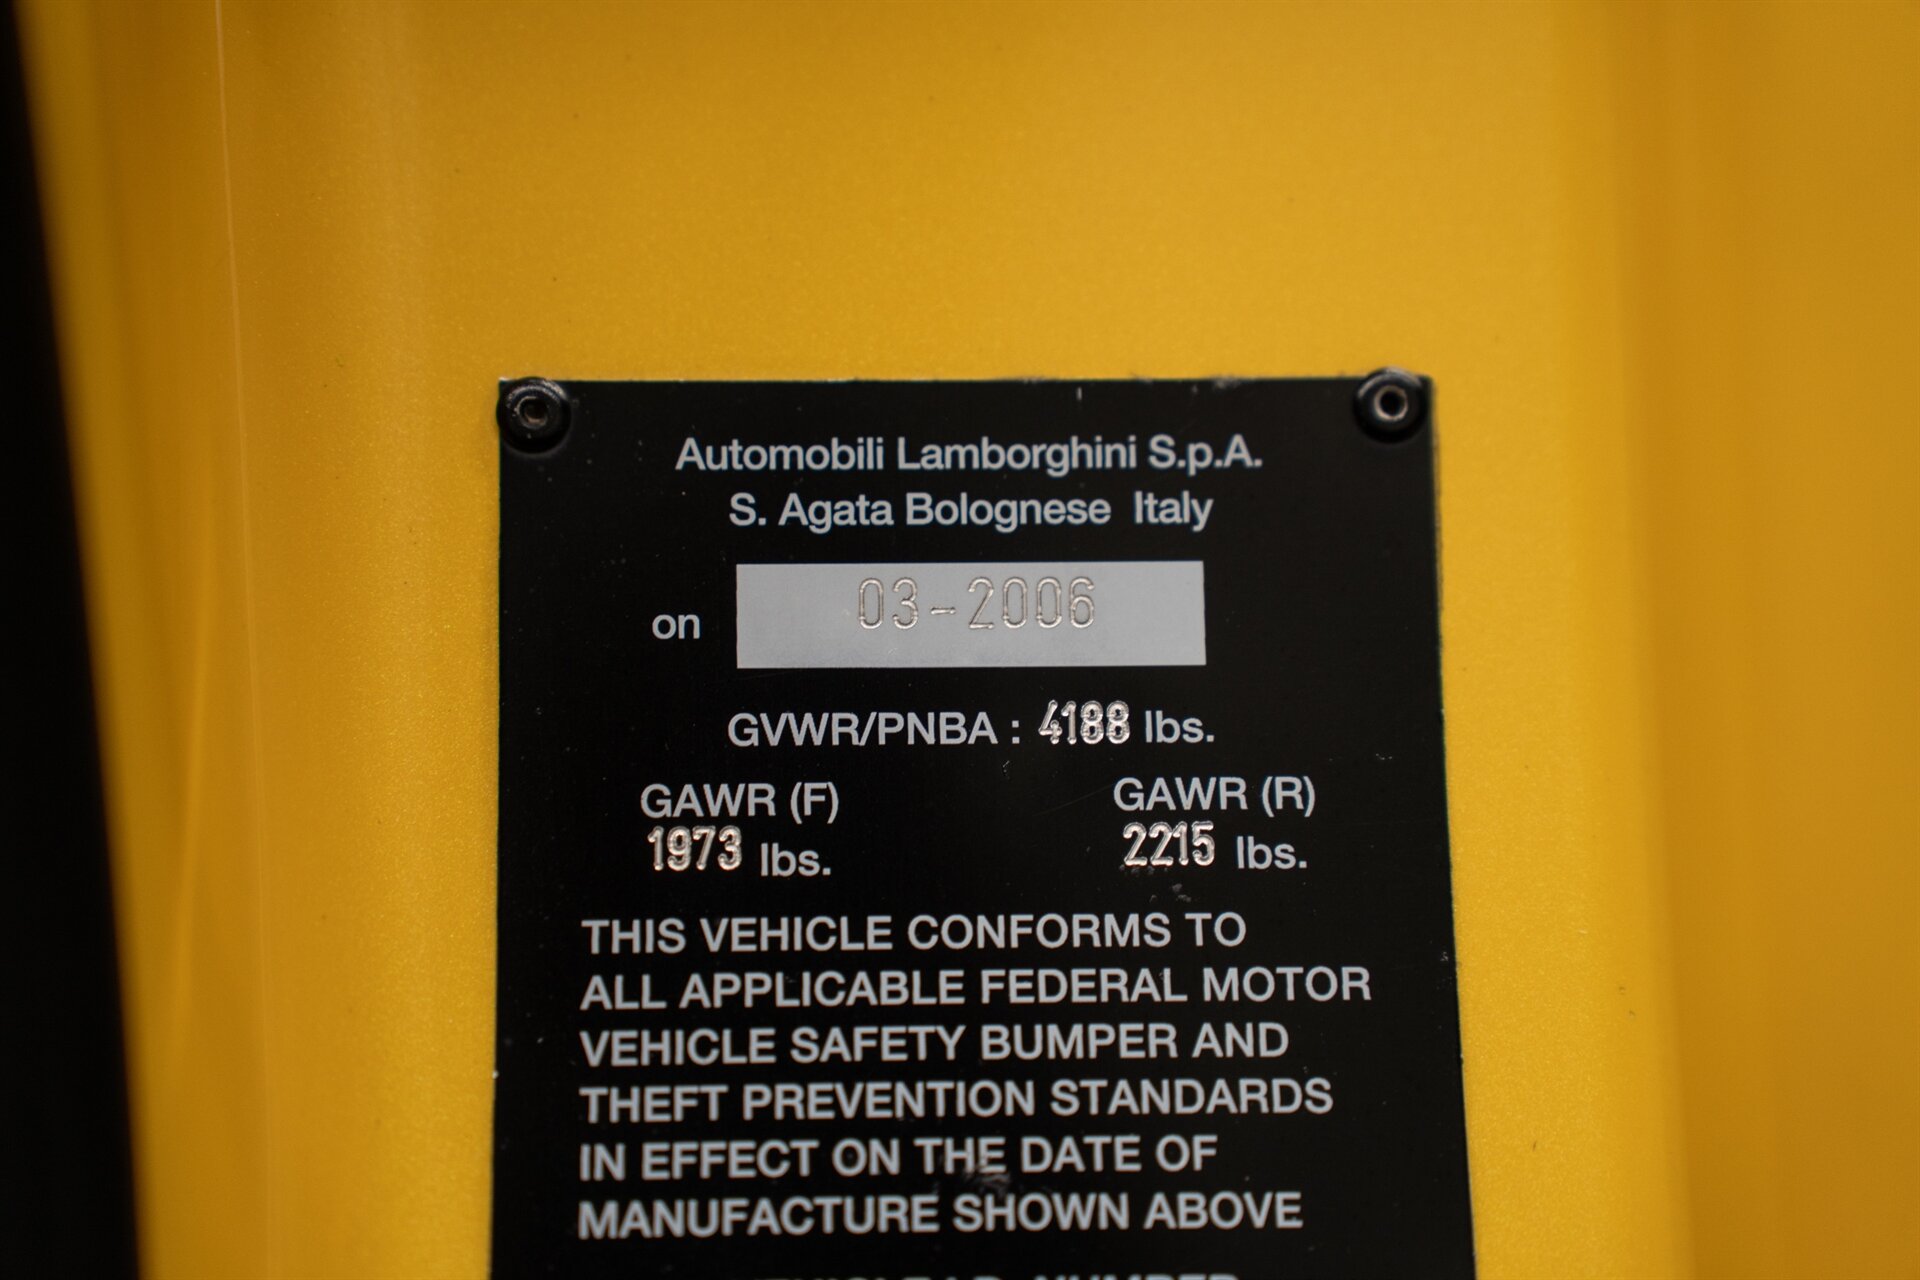 Automobili Lamborghini S.p.A.
S. Agata Bolognese Italy
on 03-2006
GVWR/PNBA : 4188 lbs.
GAWR (F) GAWR (R)
1973 lbs. 2215 lbs.
THIS VEHICLE CONFORMS TO
ALL APPLICABLE FEDERAL MOTOR
VEHICLE SAFETY BUMPER AND
THEFT PREVENTION STANDARDS
IN EFFECT ON THE DATE OF
MANUFACTURE SHOWN ABOVE